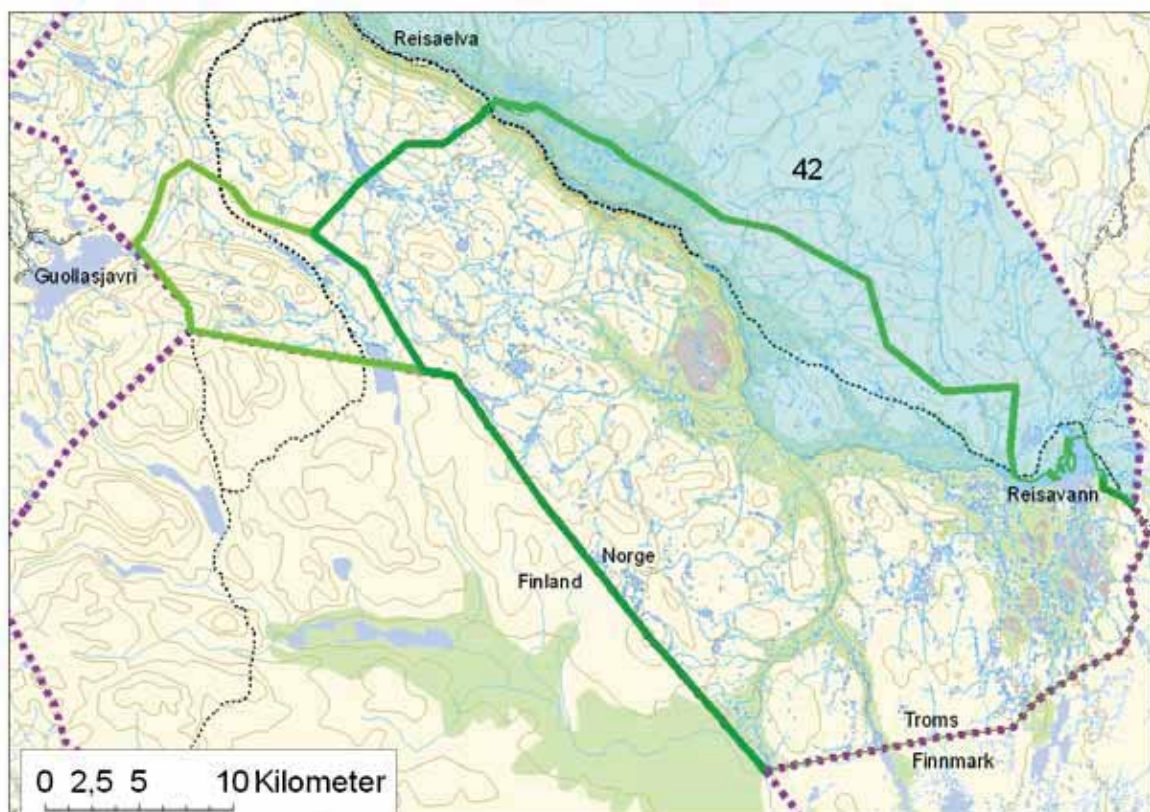 Reisaelva
42
Guollasjavri
Reisavann
Norge
Finland
Troms
Finnmark
0 2,5 5 10 Kilometer